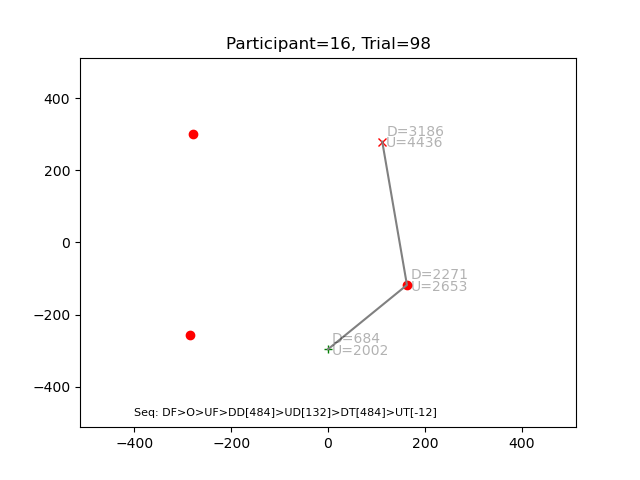 Participant=16, Trial=98
400
200
0
−200
−400
D=3186
U=4436
D=2271
U=2653
D=684
U=2002
Seq: DF>O>UF>DD[484]>UD[132]>DT[484]>UT[-12]
−400 −200 0 200 400